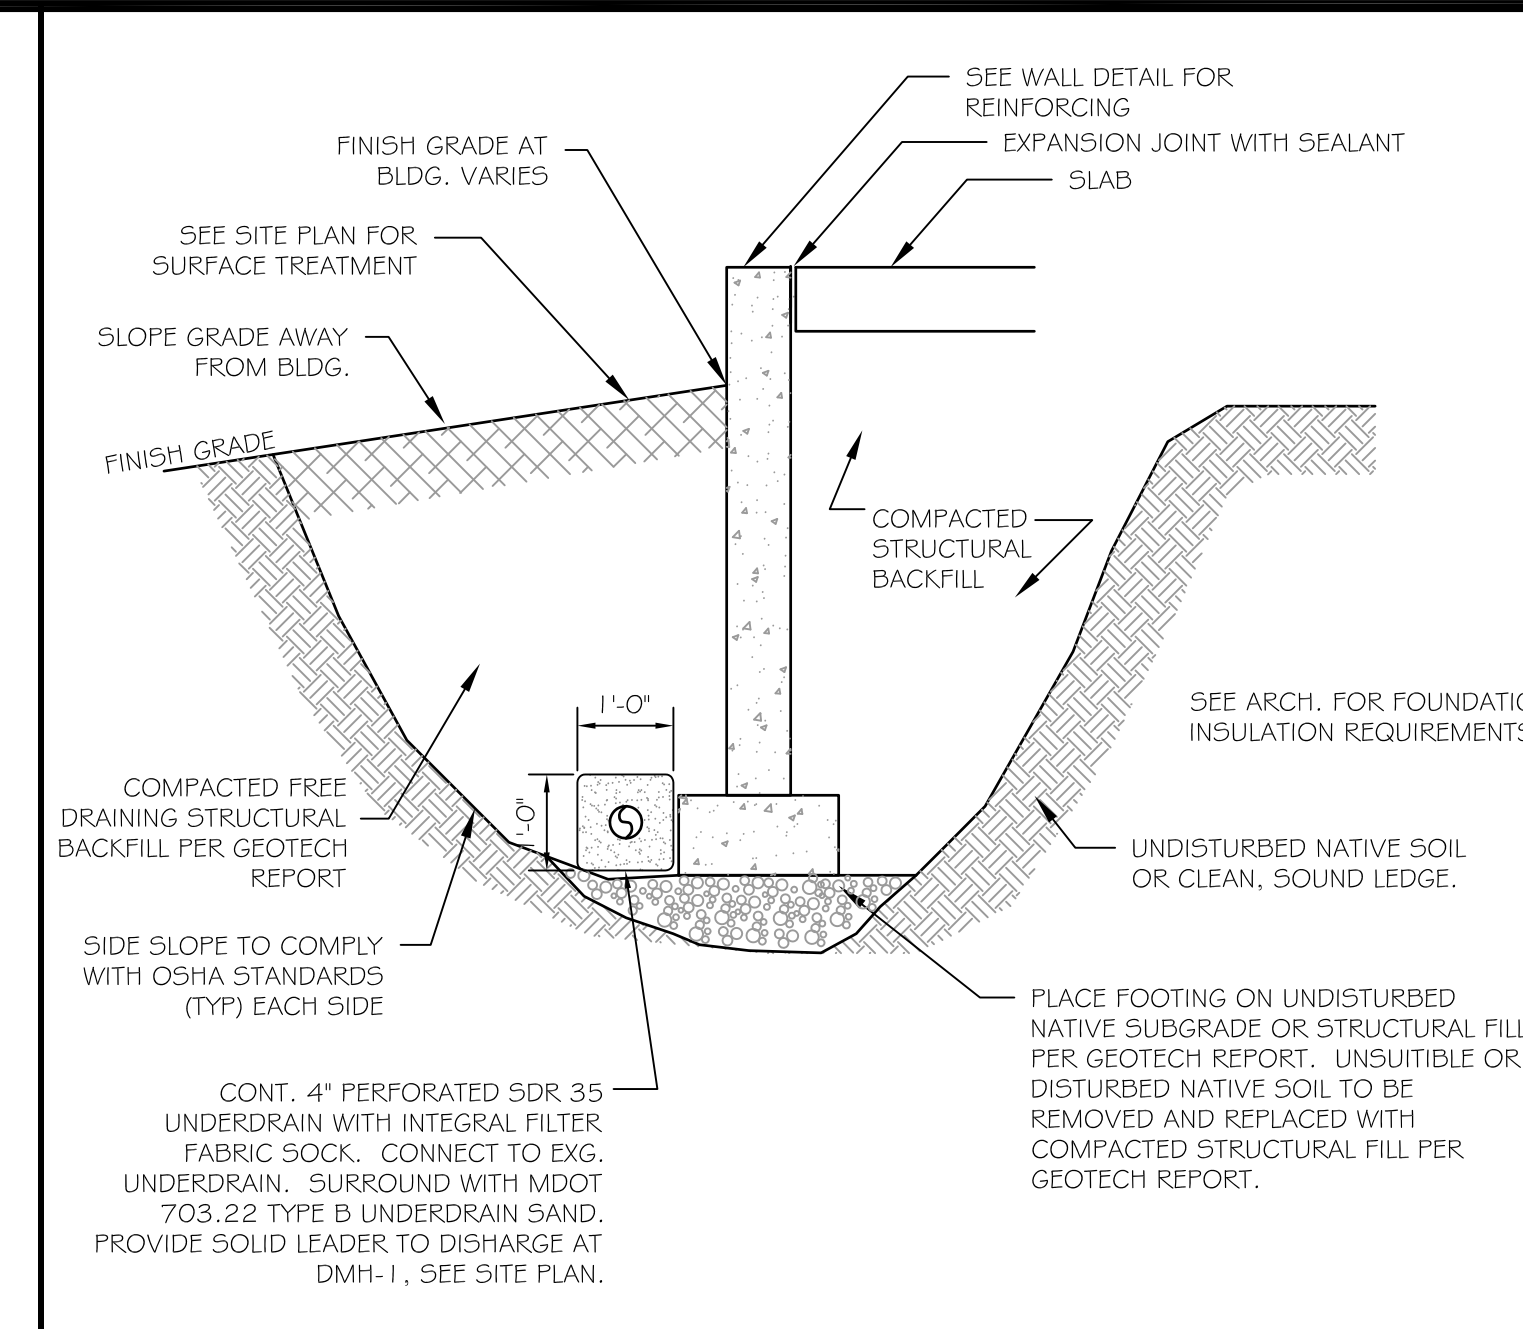 SEE WALL DETAIL FOR
REINFORCING
EXPANSION JOINT WITH SEALANT
SLAB
FINISH GRADE AT
BLDG. VARIES
SEE SITE PLAN FOR
SURFACE TREATMENT
SLOPE GRADE AWAY
FROM BLDG.
FINISH GRADE
COMPACTED
STRUCTURAL
BACKFILL
1'-0"
1'-0"
SEE ARCH. FOR
INSULATION
COMPACTED FREE
DRAINING STRUCTURAL
BACKFILL PER GEOTECH
REPORT
UNDISTURBED NATIVE SOIL
OR CLEAN, SOUND LEDGE.
SIDE SLOPE TO COMPLY
WITH OSHA STANDARDS
(TYP) EACH SIDE
PLACE FOOTING ON UNDISTURBED
NATIVE SUBGRADE OR STRUCTURAL FILL
PER GEOTECH REPORT. UNSUITIBLE OR
DISTURBED NATIVE SOIL TO BE
REMOVED AND REPLACED WITH
COMPACTED STRUCTURAL FILL PER
GEOTECH REPORT.
CONT. 4" PERFORATED SDR 35
UNDERDRAIN WITH INTEGRAL FILTER
FABRIC SOCK. CONNECT TO EXG.
UNDERDRAIN. SURROUND WITH MDOT
703.22 TYPE B UNDERDRAIN SAND.
PROVIDE SOLID LEADER TO DISHARGE AT
DMH-1, SEE SITE PLAN.